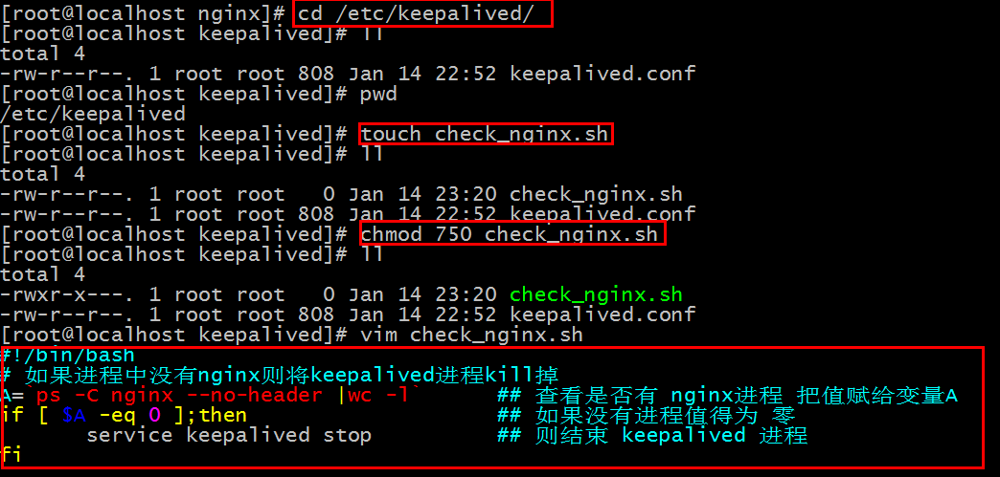 [root@localhost nginx]# cd /etc/keepalived/
[root@localhost keepalived]# ll
total 4
-rw-r--r--. 1 root root 808 Jan 14 22:52 keepalived.conf
[root@localhost keepalived]# pwd
/etc/keepalived
[root@localhost keepalived]# touch check_nginx.sh
[root@localhost keepalived]# ll
total 4
-rw-r--r--. 1 root root   0 Jan 14 23:20 check_nginx.sh
-rw-r--r--. 1 root root 808 Jan 14 22:52 keepalived.conf
[root@localhost keepalived]# chmod 750 check_nginx.sh
[root@localhost keepalived]# ll
total 4
-rwxr-x---. 1 root root   0 Jan 14 23:20 check_nginx.sh
-rw-r--r--. 1 root root 808 Jan 14 22:52 keepalived.conf
[root@localhost keepalived]# vim check_nginx.sh
#!/bin/bash
# 如果进程中没有nginx则将keepalived进程kill掉
A=`ps -C nginx --no-header |wc -l`       ## 查看是否有 nginx进程 把值赋给变量A
if [ $A -eq 0 ];then                    ## 如果没有进程值得为 零
       service keepalived stop          ## 则结束 keepalived 进程
fi